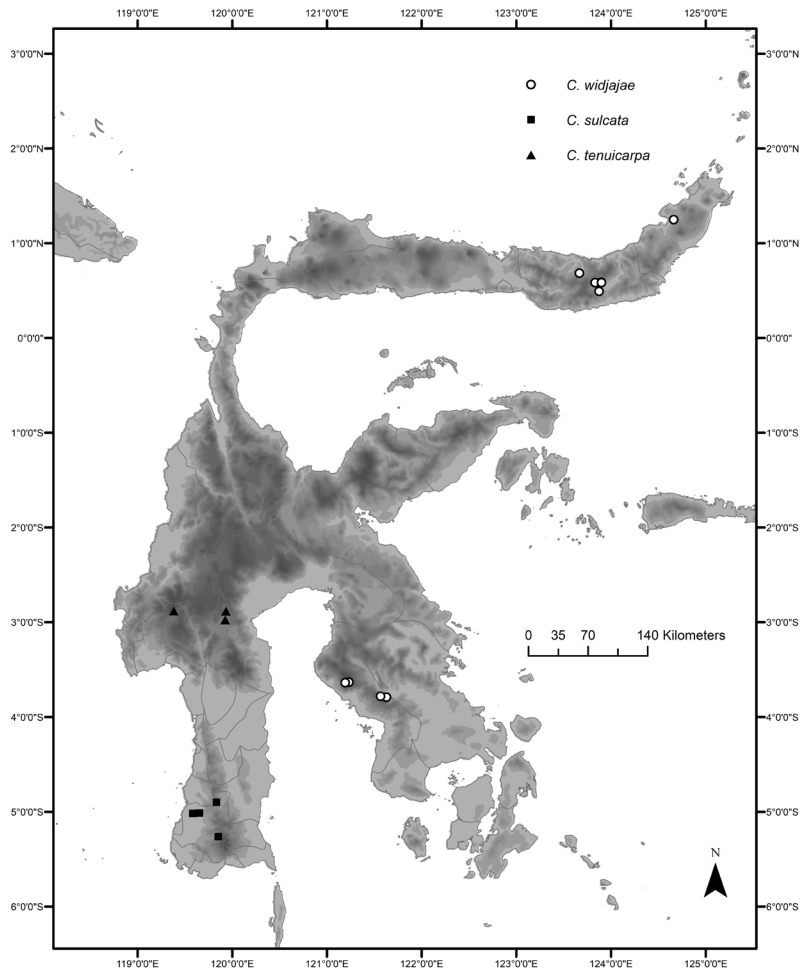 119°0'0"E 120°0'0"E 121°0'0"E 122°0'0"E 123°0'0"E 124°0'0"E 125°0'0"E
3°0'0"N 3°0'0"N
C. widjajae
C. sulcata
2°0'0"N 2°0'0"N
C. tenuicarpa
1°0'0"N 1°0'0"N
0°0'0" 0°0'0"
1°0'0"S 1°0'0"S
2°0'0"S 2°0'0"S
3°0'0"S 3°0'0"S
0 35 70 140 Kilometers
4°0'0"S 4°0'0"S
5°0'0"S 5°0'0"S
N
6°0'0"S 6°0'0"S
119°0'0"E 120°0'0"E 121°0'0"E 122°0'0"E 123°0'0"E 124°0'0"E 125°0'0"E